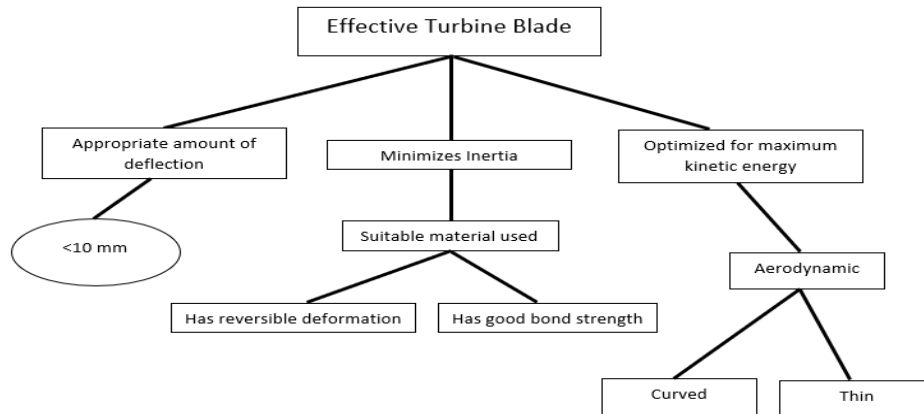 Effective Turbine Blade
Appropriate amount of
deflection
Minimizes Inertia
Optimized for maximum
kinetic energy
<10 mm
Suitable material used
Aerodynamic
Has reversible deformation
Has good bond strength
Curved
Thin